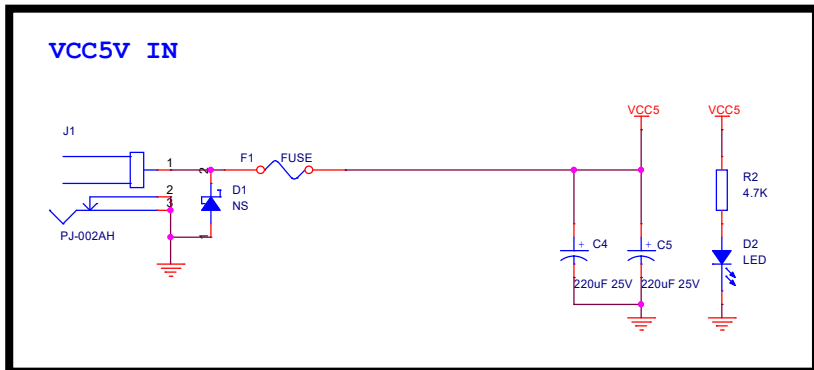 VCC5V IN
VCC5
VCC5
J1
1
2
F1
FUSE
R2
4.7K
2
3
D1
NS
PJ-002AH
1
+
C4
+
C5
D2
LED
220uF 25V
220uF 25V